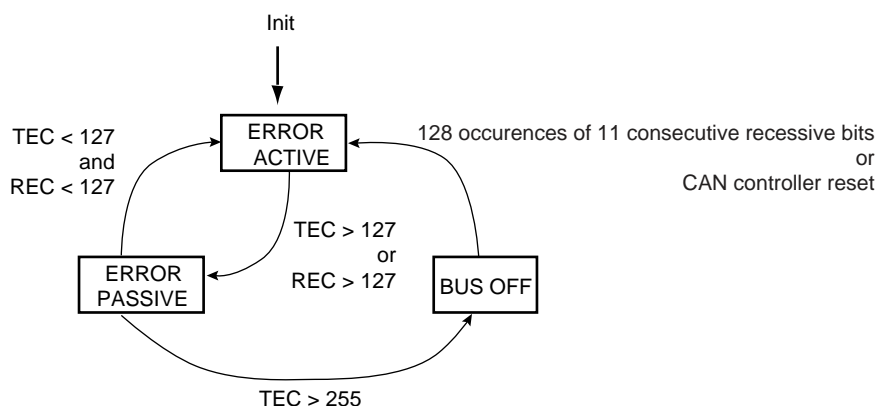 Init
ERROR
ACTIVE
TEC < 127
and
REC < 127
128 occurences of 11 consecutive recessive bits
or
CAN controller reset
TEC > 127
or
REC > 127
ERROR
PASSIVE
BUS OFF
TEC > 255